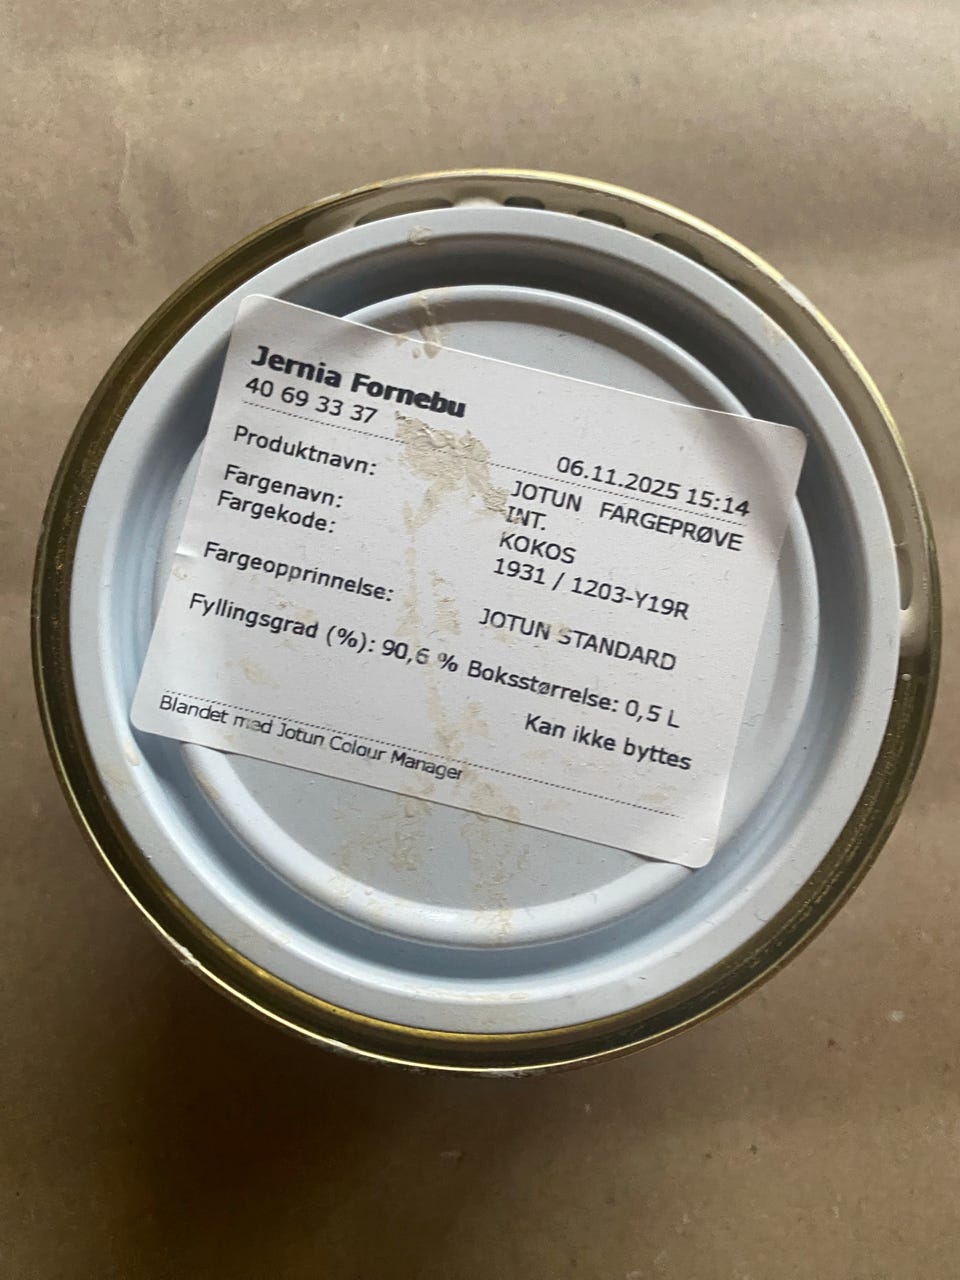 Jernia Fornebu
40 69 33 37
06.11.2025 15:14
Produktnavn: JOTUN FARGEPRØVE
INT.
Fargenavn: KOKOS
Fargekode: 1931 / 1203-Y19R
Fargeopprinnelse: JOTUN STANDARD
Fyllingsgrad (%): 90,6 % Boksstørrelse: 0,5 L
Kan ikke byttes
Blandet med Jotun Colour Manager